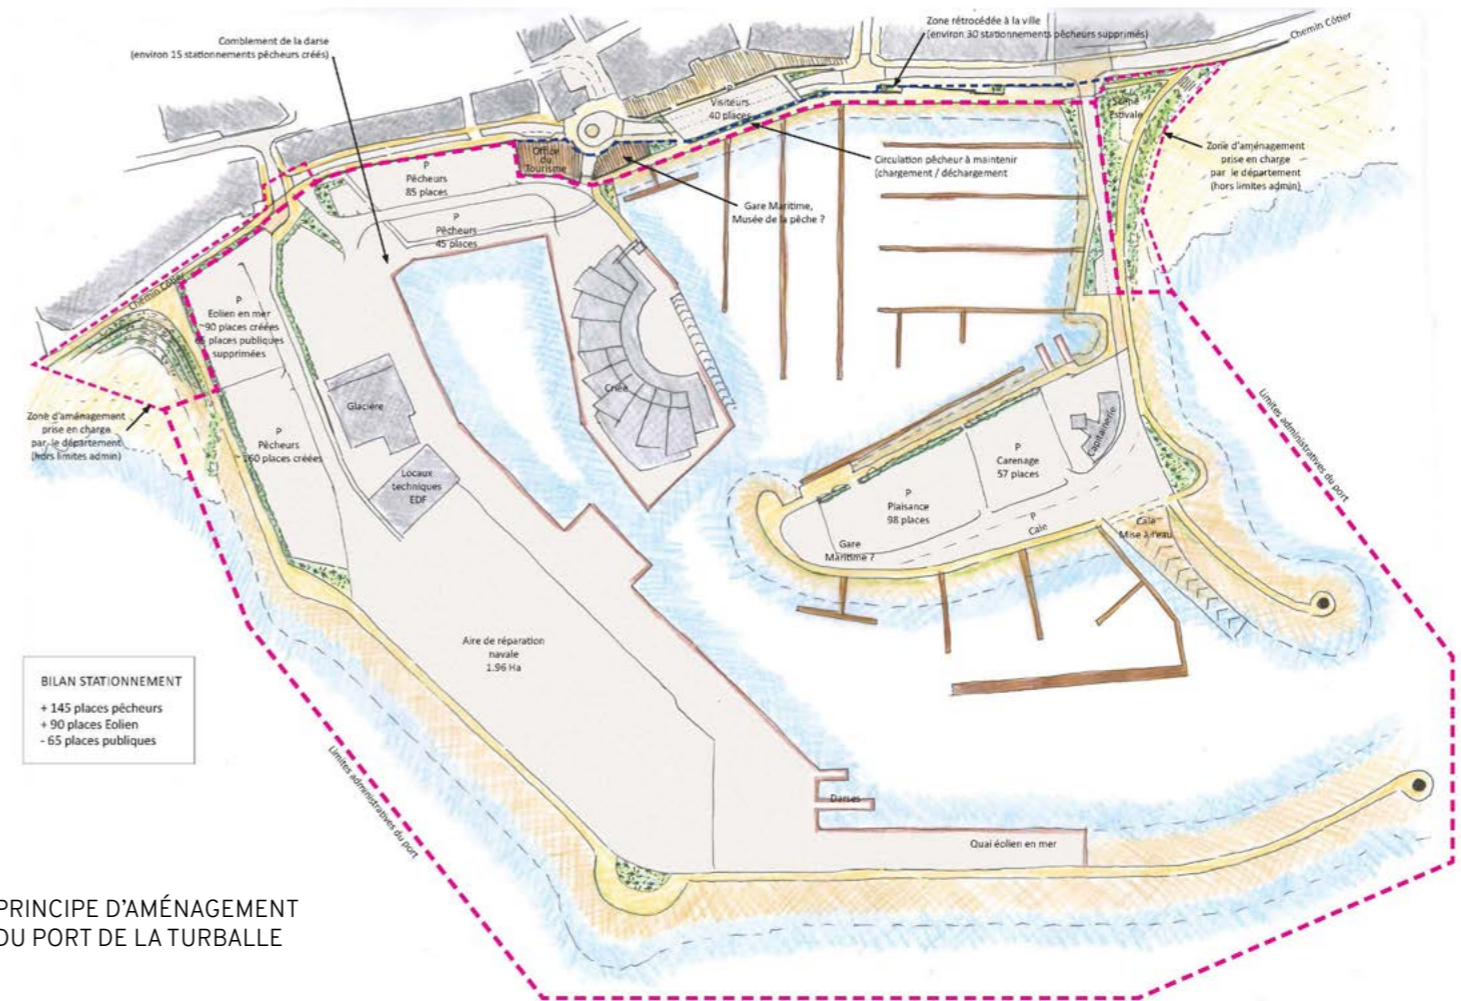 Comblement de la darse
(environ 15 stationnements pêcheurs créés)
Zone rétrocédée à la ville
(environ 30 stationnements pêcheurs supprimés)
Chemin Côtier
P
Visiteurs
40 places
Scène
Estivale
Zone d'aménagement
prise en charge
par le département
(hors limites admin)
Circulation pêcheur à maintenir
(chargement / déchargement
Office
du
Tourisme
P
Pêcheurs
85 places
Gare Maritime,
Musée de la pêche ?
P
Pêcheurs
45 places
Chemin Côtier
P
Eolien en mer
~90 places créées
65 places publiques
supprimées
Criée
Glacière
Zone d'aménagement
prise en charge
par le département
(hors limites admin)
P
Pêcheurs
~160 places créées
Locaux
techniques
EDF
Limites administratives du port
Capitainerie
P
Carenage
57 places
P
Plaisance
98 places
P
Cale
Cale
Mise à l'eau
Gare
Maritime ?
Aire de réparation
navale
1.96 Ha
BILAN STATIONNEMENT
+ 145 places pêcheurs
+ 90 places Eolien
- 65 places publiques
Limites administratives du port
Darses
Quai éolien en mer
PRINCIPE D'AMÉNAGEMENT
DU PORT DE LA TURBALLE